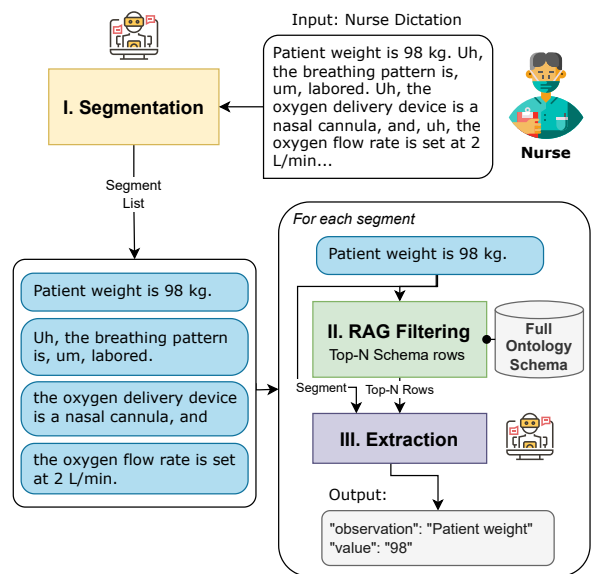 Input: Nurse Dictation
Patient weight is 98 kg. Uh,
the breathing pattern is,
um, labored. Uh, the
oxygen delivery device is a
nasal cannula, and, uh, the
oxygen flow rate is set at 2
L/min...
Nurse
I. Segmentation
Segment
List
Patient weight is 98 kg.
Uh, the breathing pattern
is, um, labored.
the oxygen delivery device
is a nasal cannula, and
the oxygen flow rate is set
at 2 L/min.
For each segment
Patient weight is 98 kg.
II. RAG Filtering
Top-N Schema rows
Full
Ontology
Schema
Segment
Top-N Rows
III. Extraction
Output:
"observation": "Patient weight"
"value": "98"